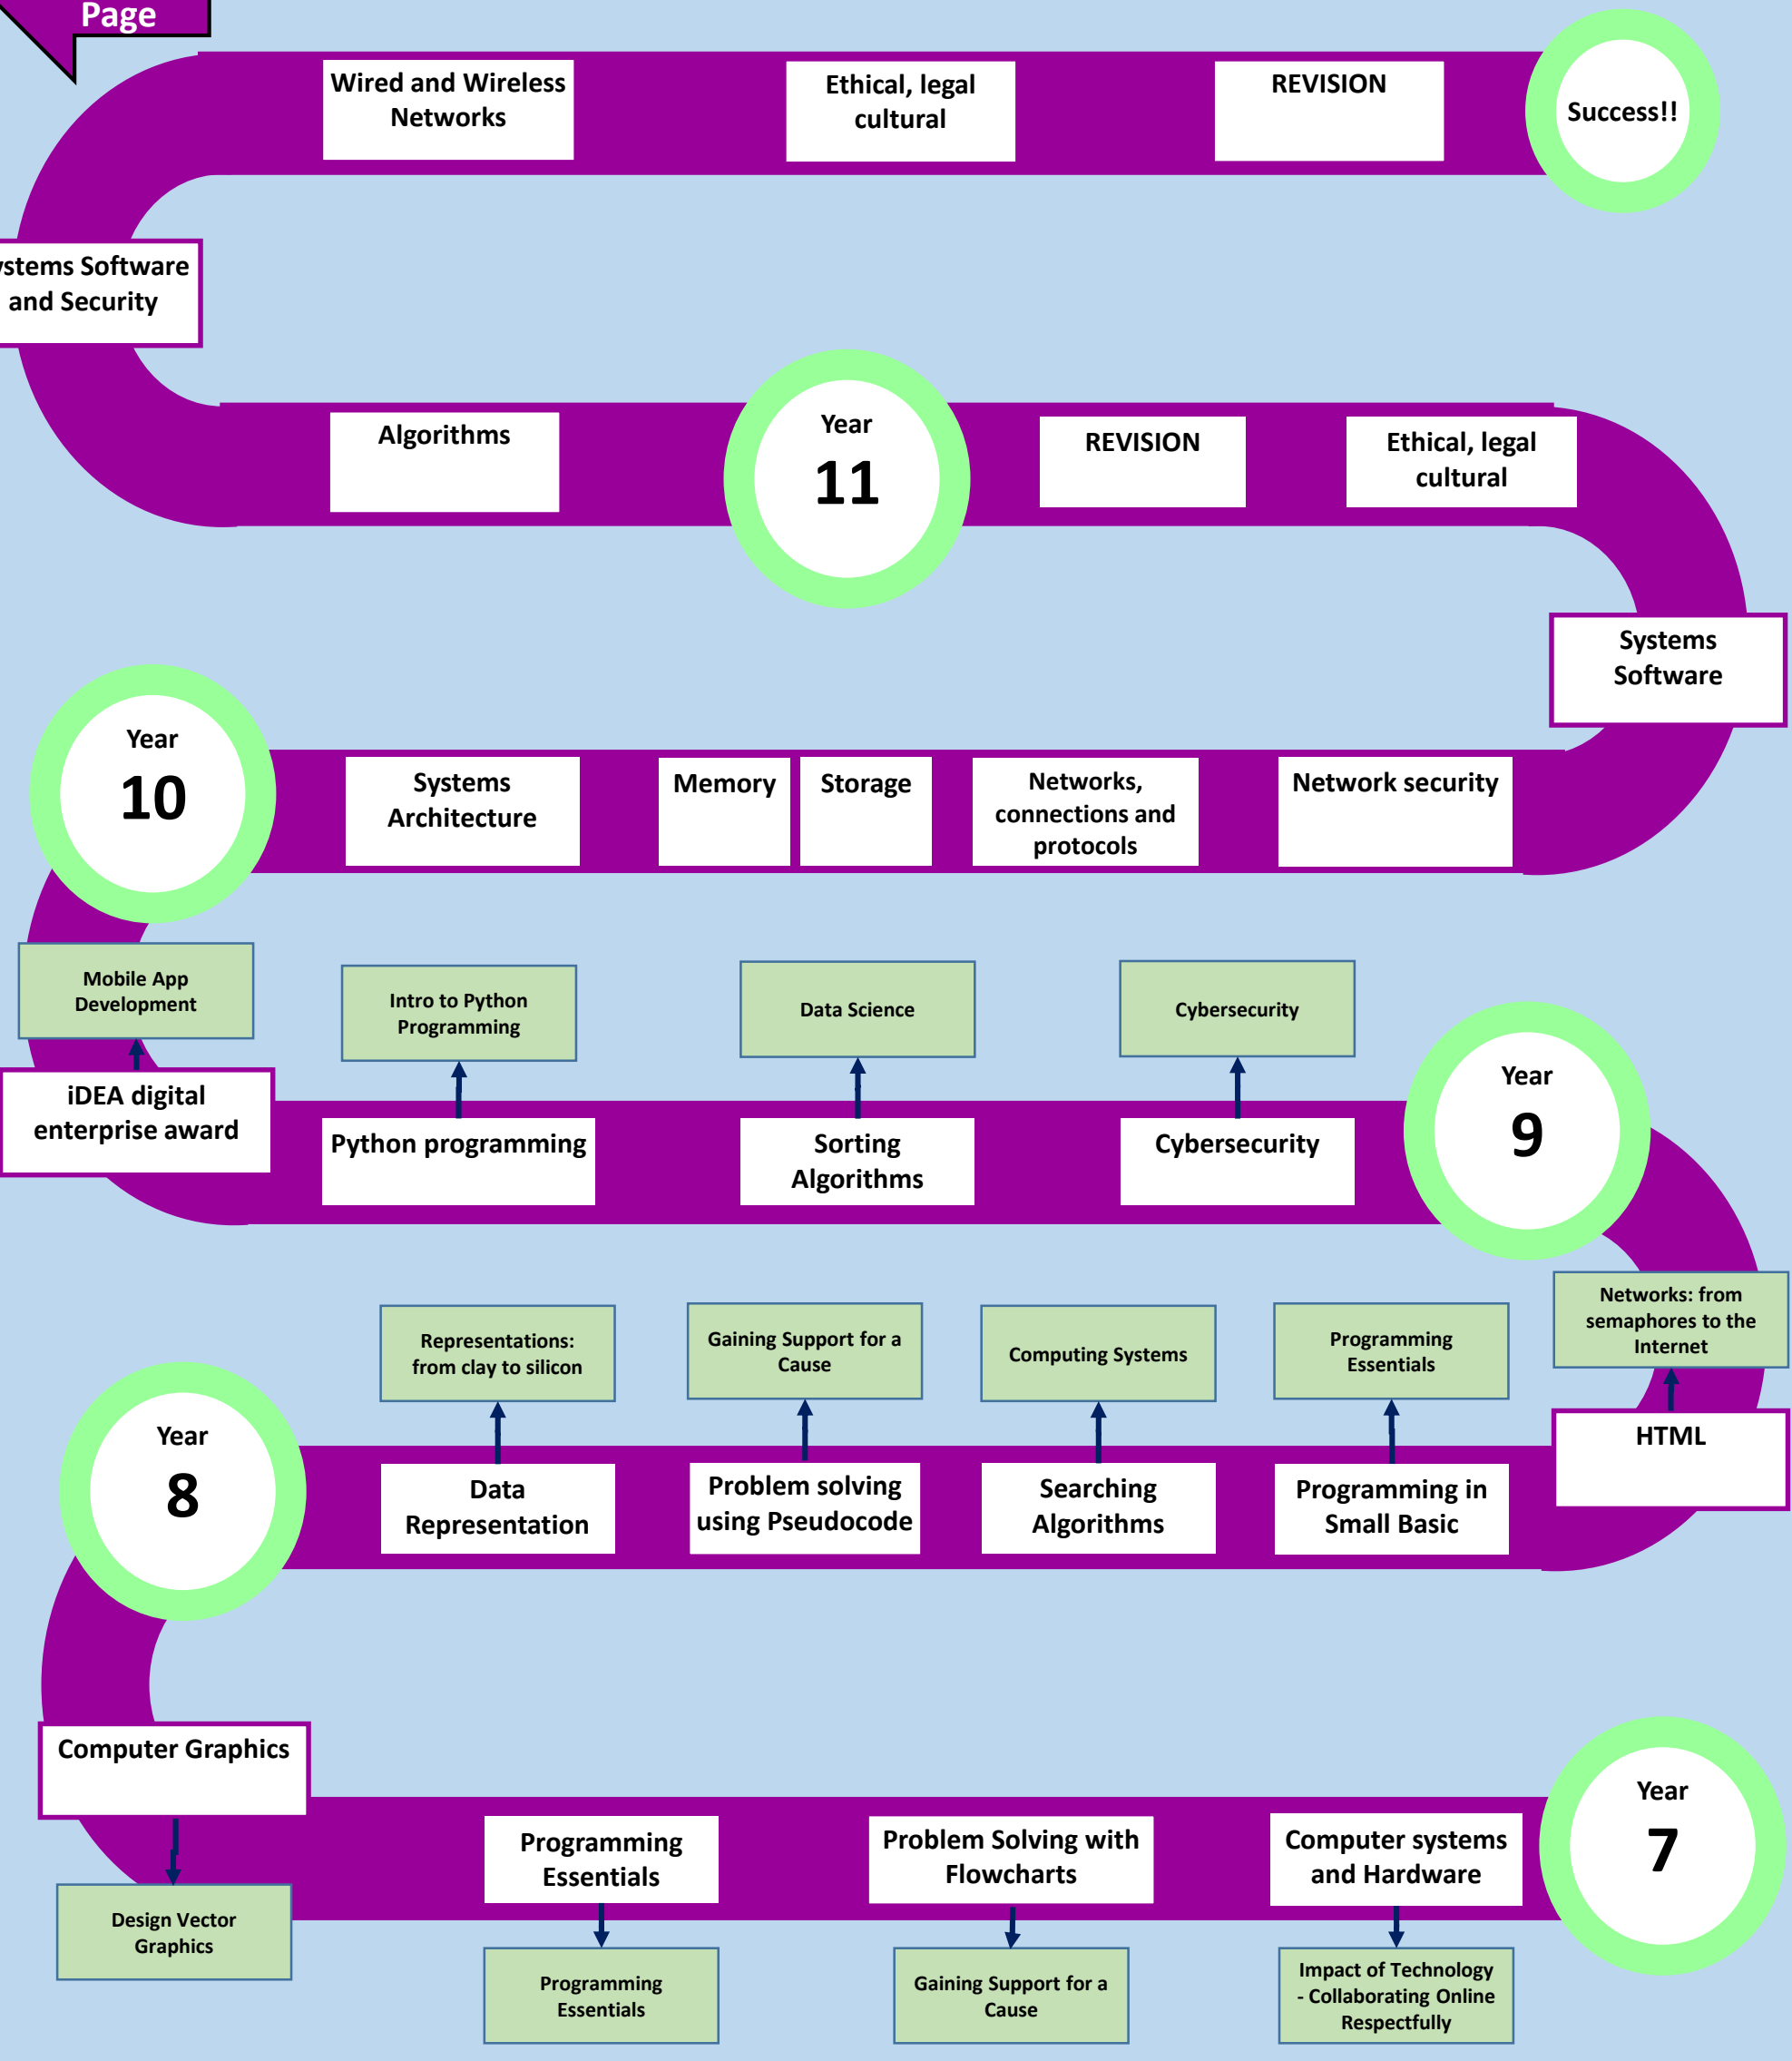 Page
Wired and Wireless
Networks
Ethical, legal
cultural
REVISION
Success!!
Software
and Security
Algorithms
Year
11
REVISION
Ethical, legal
cultural
Systems
Software
Year
10
Systems
Architecture
Memory
Storage
Networks,
connections and
protocols
Network security
Mobile App
Development
Intro to Python
Programming
Data Science
Cybersecurity
iDEA digital
enterprise award
Python programming
Sorting
Algorithms
Cybersecurity
Year
9
Representations:
from clay to silicon
Gaining Support for a
Cause
Computing Systems
Programming
Essentials
Networks: from
semaphores to the
Internet
Year
8
Data
Representation
Problem solving
using Pseudocode
Searching
Algorithms
Programming in
Small Basic
HTML
Computer Graphics
Programming
Essentials
Problem Solving with
Flowcharts
Computer systems
and Hardware
Year
7
Design Vector
Graphics
Programming
Essentials
Gaining Support for a
Cause
Impact of Technology
- Collaborating Online
Respectfully